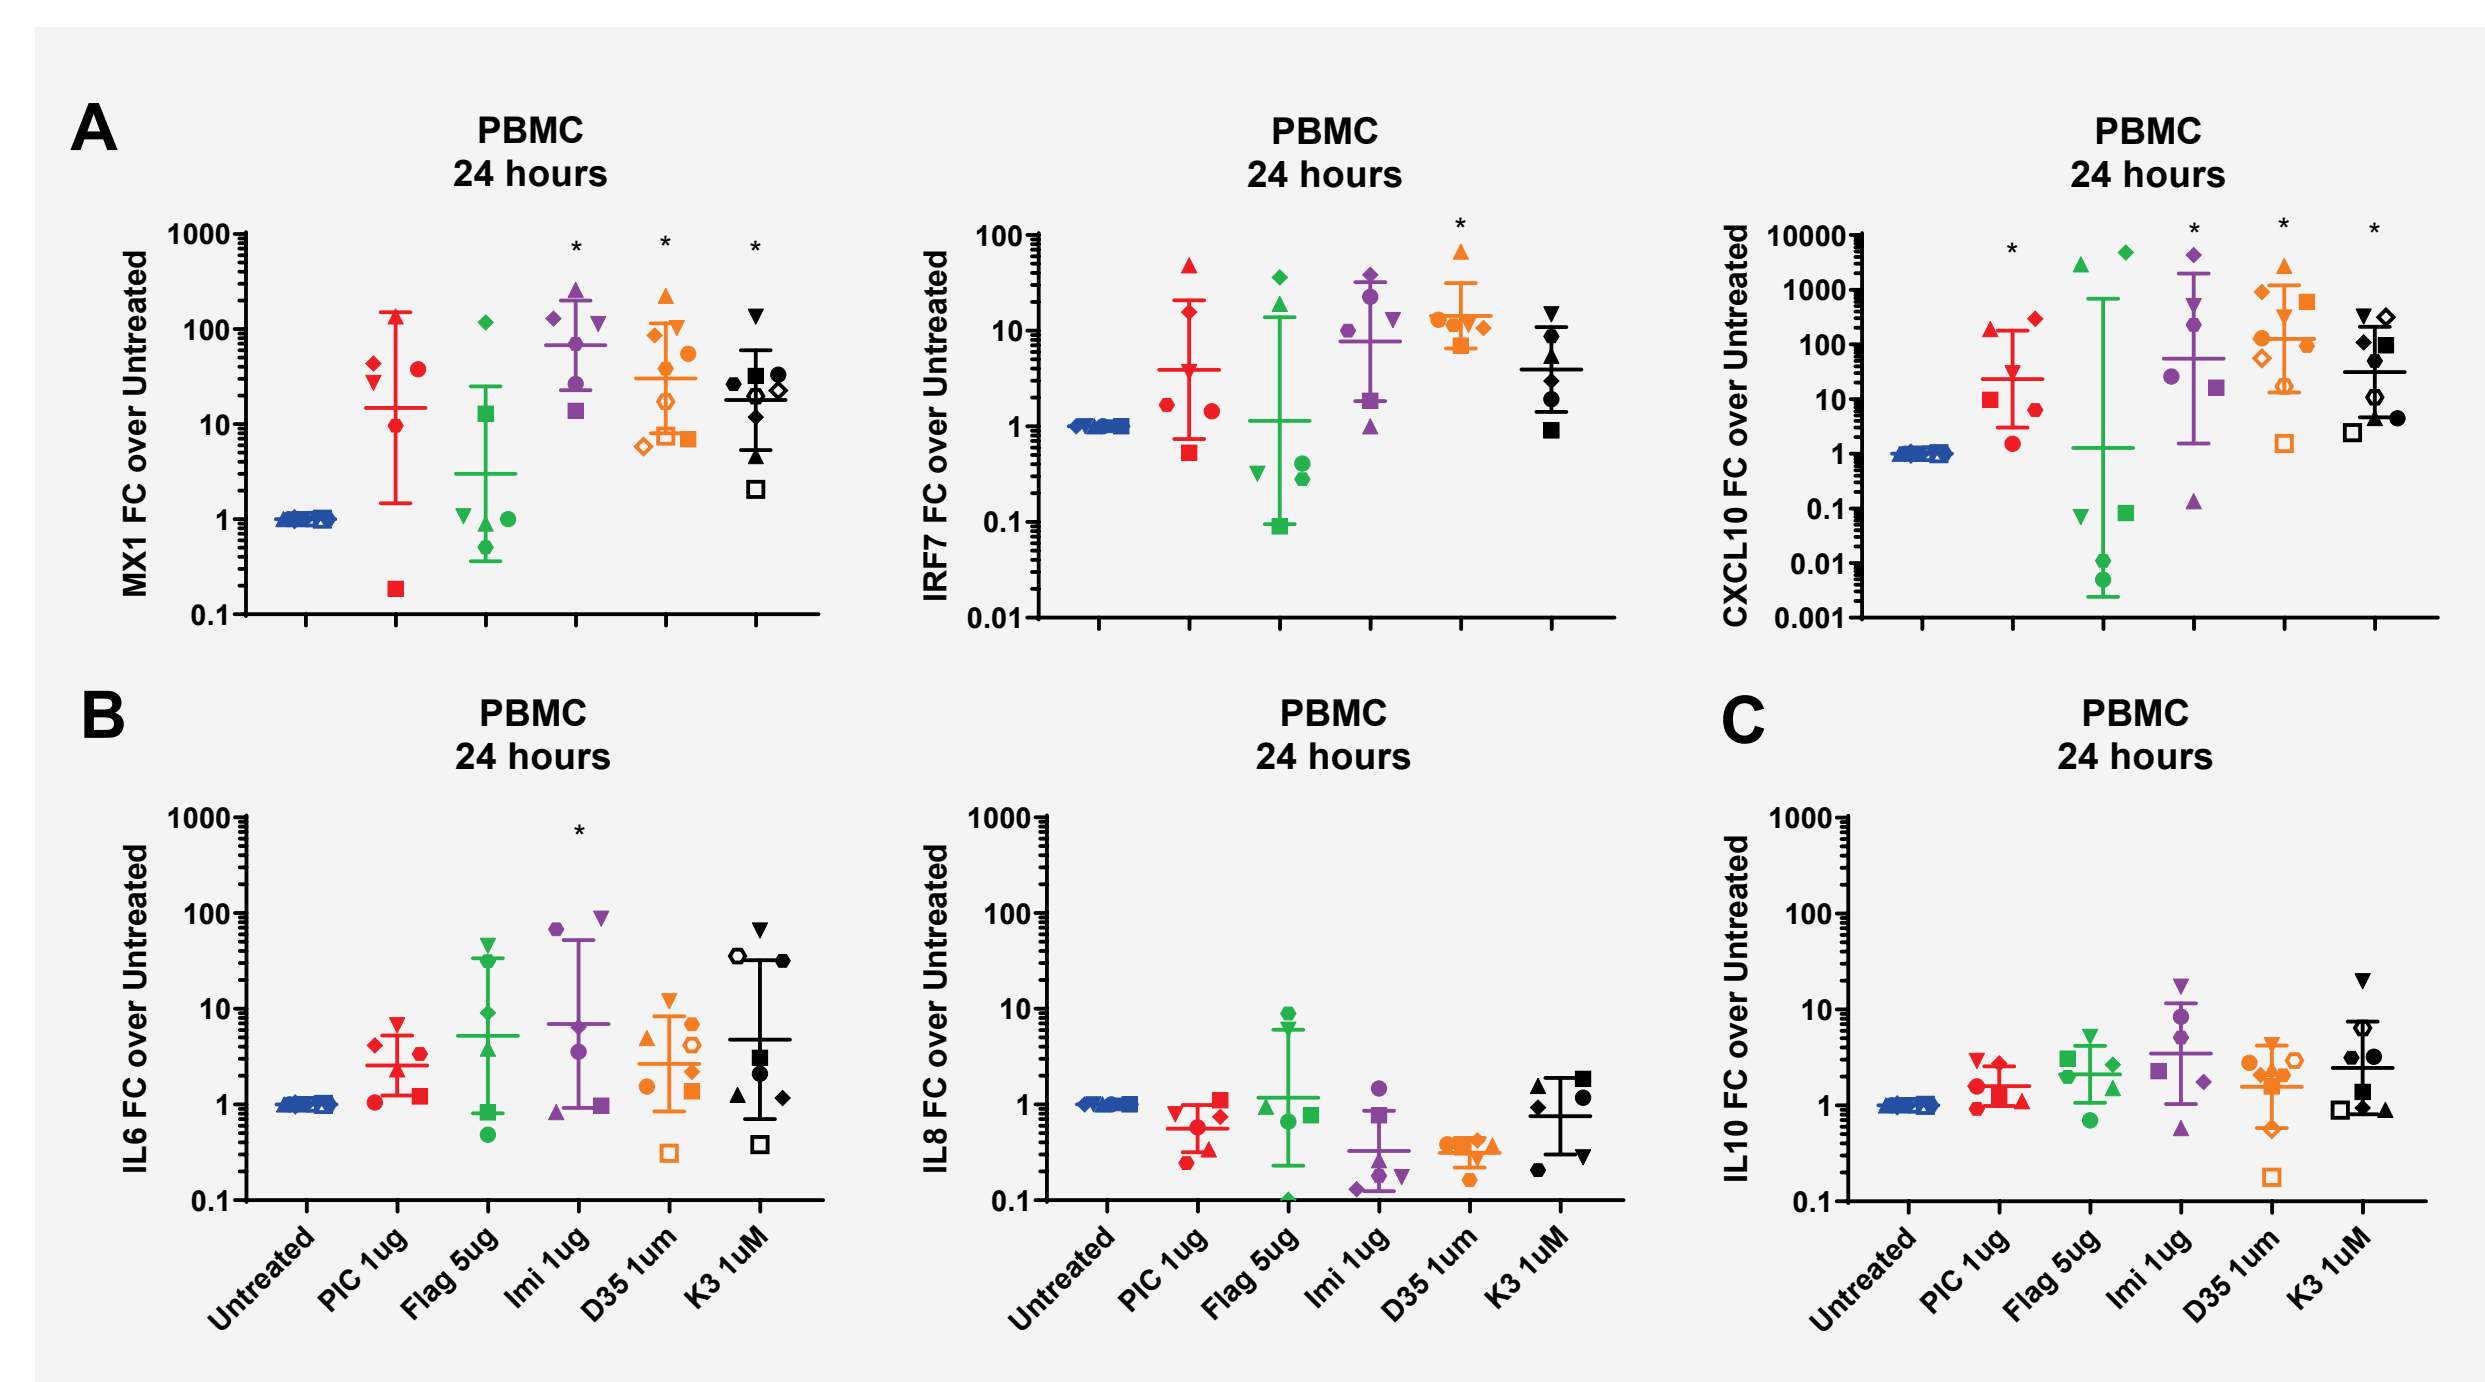 A
PBMC
24 hours
MX1 FC over Untreated
1000
100
10
1
0.1
*
*
*
PBMC
24 hours
IRF7 FC over Untreated
100
10
1
0.1
0.01
*
PBMC
24 hours
CXCL10 FC over Untreated
10000
1000
100
10
1
0.1
0.01
0.001
*
*
*
*
B
PBMC
24 hours
IL6 FC over Untreated
1000
100
10
1
0.1
*
Untreated
PIC 1ug
Flag 5ug
Imi 1ug
D35 1um
K3 1uM
PBMC
24 hours
IL8 FC over Untreated
1000
100
10
1
0.1
Untreated
PIC 1ug
Flag 5ug
Imi 1ug
D35 1um
K3 1uM
C
PBMC
24 hours
IL10 FC over Untreated
1000
100
10
1
0.1
Untreated
PIC 1ug
Flag 5ug
Imi 1ug
D35 1um
K3 1uM